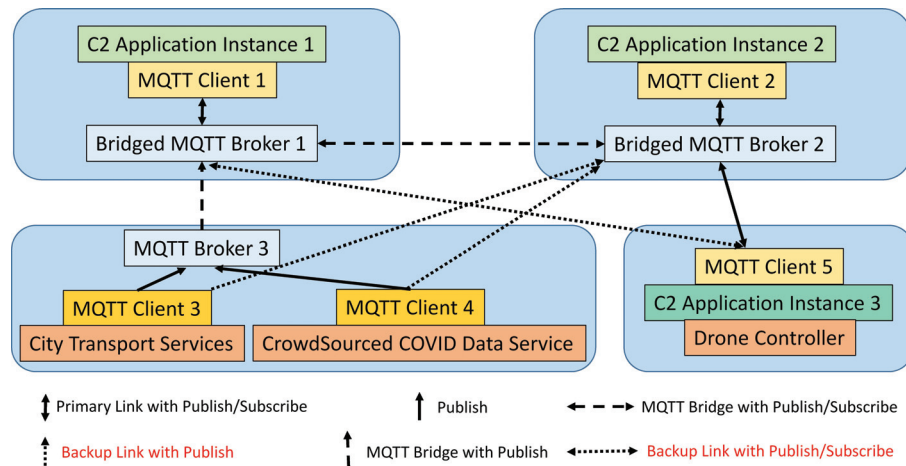 C2 Application Instance 1
MQTT Client 1
Bridged MQTT Broker 1
C2 Application Instance 2
MQTT Client 2
Bridged MQTT Broker 2
MQTT Broker 3
MQTT Client 3
City Transport Services
MQTT Client 4
CrowdSourced COVID Data Service
MQTT Client 5
C2 Application Instance 3
Drone Controller
Primary Link with Publish/Subscribe
Publish
MQTT Bridge with Publish/Subscribe
Backup Link with Publish
MQTT Bridge with Publish
Backup Link with Publish/Subscribe